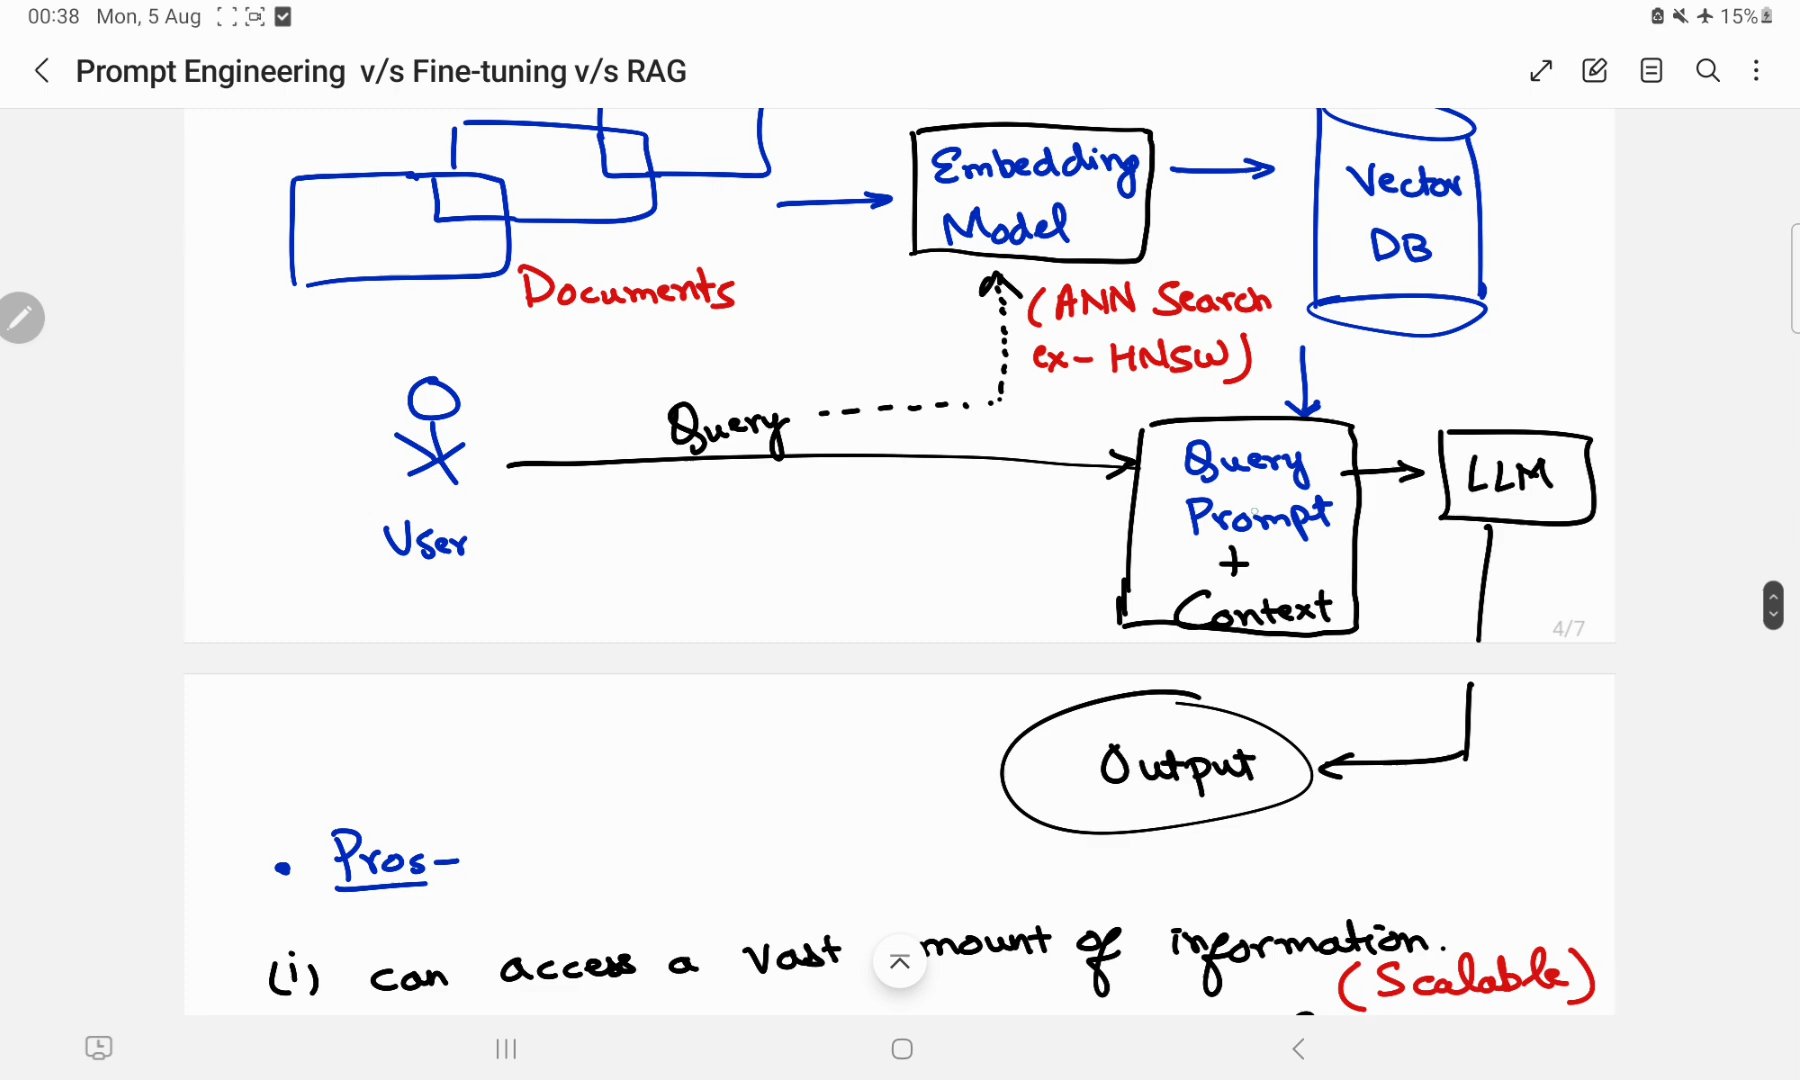 00:38 Mon, 5 Aug
15%
Prompt Engineering v/s Fine-tuning v/s RAG
Embedding
Model
Vector
DB
Documents
(ANN Search
ex- HNSW)
Query
User
Query
Prompt
+
Context
LLM
4/7
Output
• Pros-
(i) can access a vast mount of information.
(Scalable)